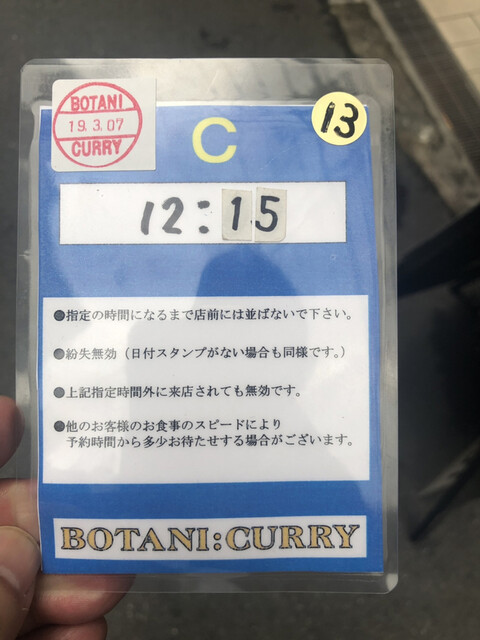 BOTANI
19.3.07
CURRY
C
13
12:15
●指定の時間になるまで店前には並ばないで下さい。
●紛失無効（日付スタンプがない場合も同様です。）
●上記指定時間外に来店されても無効です。
●他のお客様のお食事のスピードにより
予約時間から多少お待たせする場合がございます。
BOTANI:CURRY